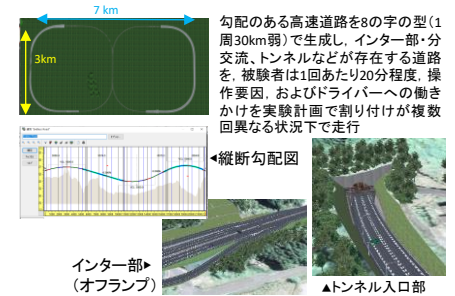 7 km
3km
勾配のある高速道路を8の字の型(1
周30km弱)で生成し，インター部・分
交流、トンネルなどが存在する道路
を，被験者は1回あたり20分程度，操
作要因，およびドライバーへの働き
かけを実験計画で割り付けが複数
回異なる状況下で走行
◂縦断勾配図
インター部▸
（オフランプ）
▴トンネル入口部